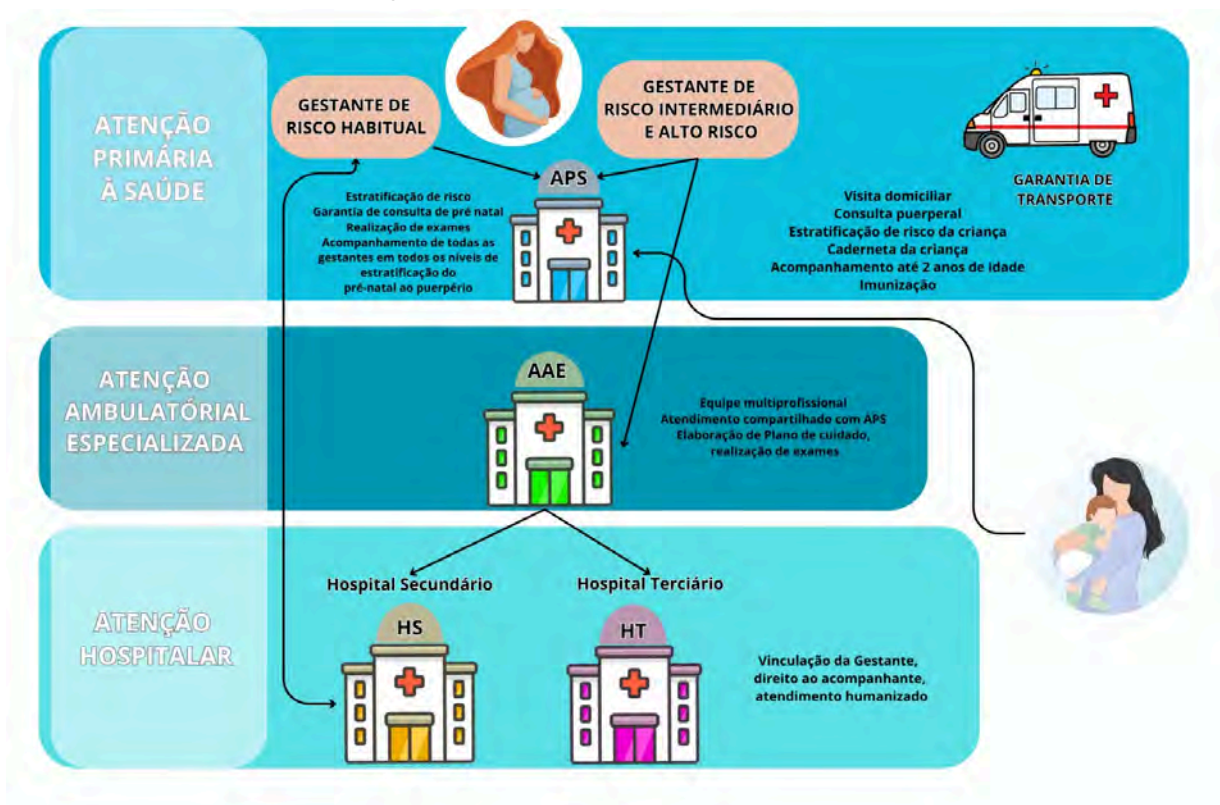 ATENÇÃO
PRIMÁRIA
À SAÚDE
GESTANTE DE
RISCO HABITUAL
GESTANTE DE
RISCO INTERMEDIÁRIO
E ALTO RISCO
APS
Estratificação de risco
Garantia de consulta de pré natal
Realização de exames
Acompanhamento de todas as
gestantes em todos os níveis de
estratificação do
pré-natal ao puerpério
GARANTIA DE
TRANSPORTE
Visita domiciliar
Consulta puerperal
Estratificação de risco da criança
Caderneta da criança
Acompanhamento até 2 anos de idade
Imunização
ATENÇÃO
AMBULATÓRIAL
ESPECIALIZADA
AAE
Equipe multiprofissional
Atendimento compartilhado com APS
Elaboração de Plano de cuidado,
realização de exames
ATENÇÃO
HOSPITALAR
Hospital Secundário
HS
Hospital Terciário
HT
Vinculação da Gestante,
direito ao acompanhante,
atendimento humanizado